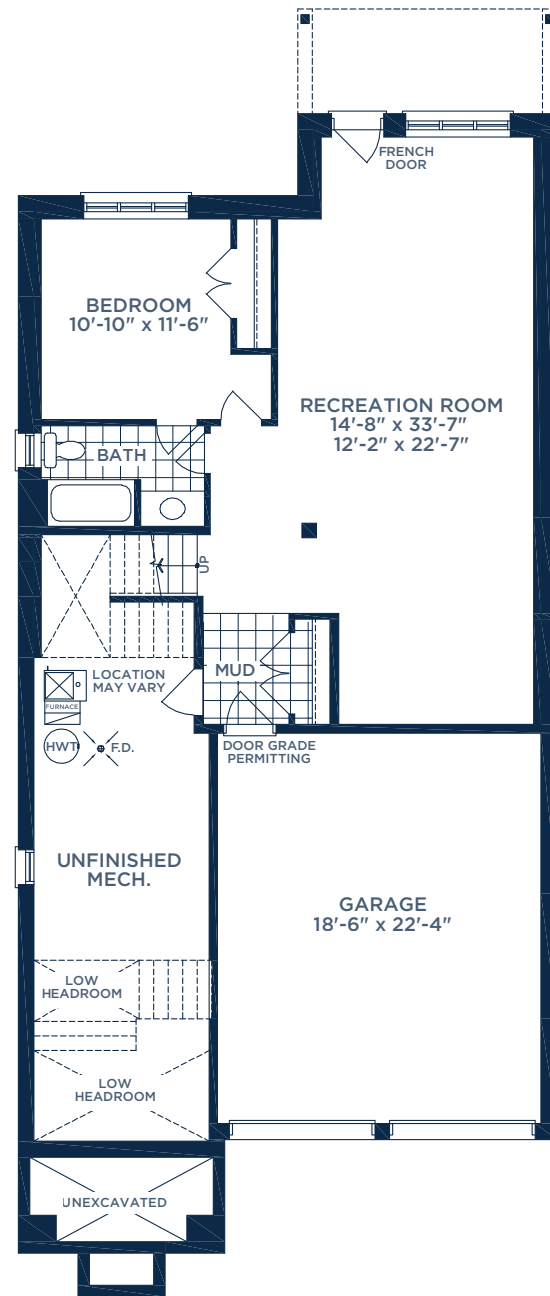 FRENCH
DOOR
BEDROOM
10'-10" x 11'-6"
RECREATION ROOM
14'-8" x 33'-7"
12'-2" x 22'-7"
BATH
UP
MUD
LOCATION
MAY VARY
FURNACE
HWT
F.D.
DOOR GRADE
PERMITTING
UNFINISHED
MECH.
GARAGE
18'-6" x 22'-4"
LOW
HEADROOM
LOW
HEADROOM
UNEXCAVATED